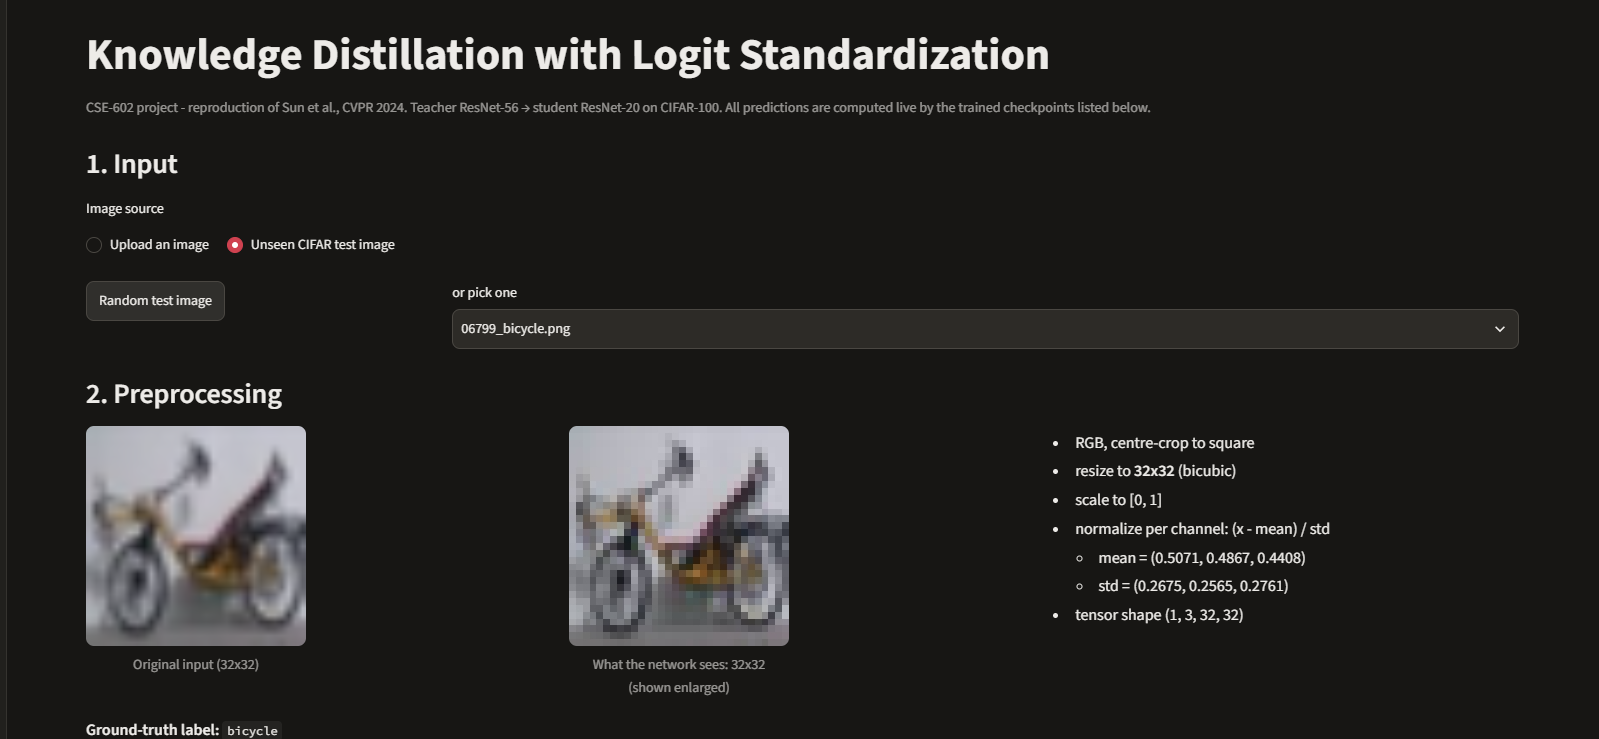 Knowledge Distillation with Logit Standardization
CSE-602 project - reproduction of Sun et al., CVPR 2024. Teacher ResNet-56 → student ResNet-20 on CIFAR-100. All predictions are computed live by the trained checkpoints listed below.
1. Input
Image source
Upload an image
Unseen CIFAR test image
Random test image
or pick one
06799_bicycle.png
2. Preprocessing
• RGB, centre-crop to square
• resize to 32x32 (bicubic)
• scale to [0, 1]
• normalize per channel: (x - mean) / std
◦ mean = (0.5071, 0.4867, 0.4408)
◦ std = (0.2675, 0.2565, 0.2761)
• tensor shape (1, 3, 32, 32)
Original input (32x32)
What the network sees: 32x32
(shown enlarged)
Ground-truth label: bicycle